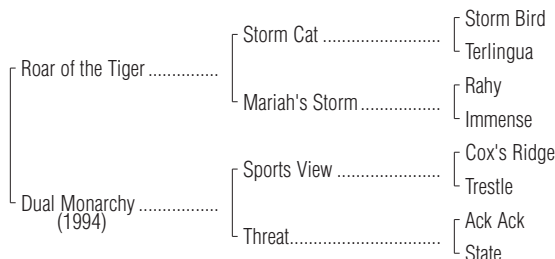 Storm Bird
Storm Cat ..........................
Terlingua
Roar of the Tiger ...............
Rahy
Mariah's Storm .................
Immense
Cox's Ridge
Sports View .......................
Trestle
Dual Monarchy .................
(1994)
Ack Ack
Threat.................................
State